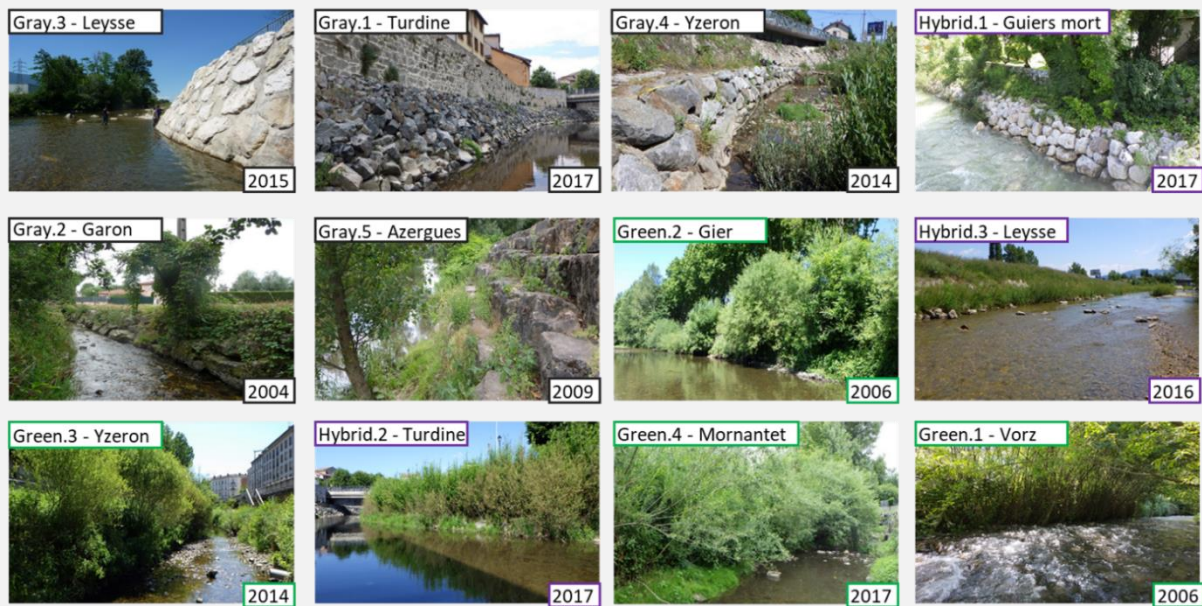 Gray.3 - Leysse
2015
Gray.1 - Turdine
2017
Gray.4 - Yzeron
2014
Hybrid.1 - Guiers mort
2017
Gray.2 - Garon
2004
Gray.5 - Azergues
2009
Green.2 - Gier
2006
Hybrid.3 - Leysse
2016
Green.3 - Yzeron
2014
Hybrid.2 - Turdine
2017
Green.4 - Mornantet
2017
Green.1 - Vorz
2006